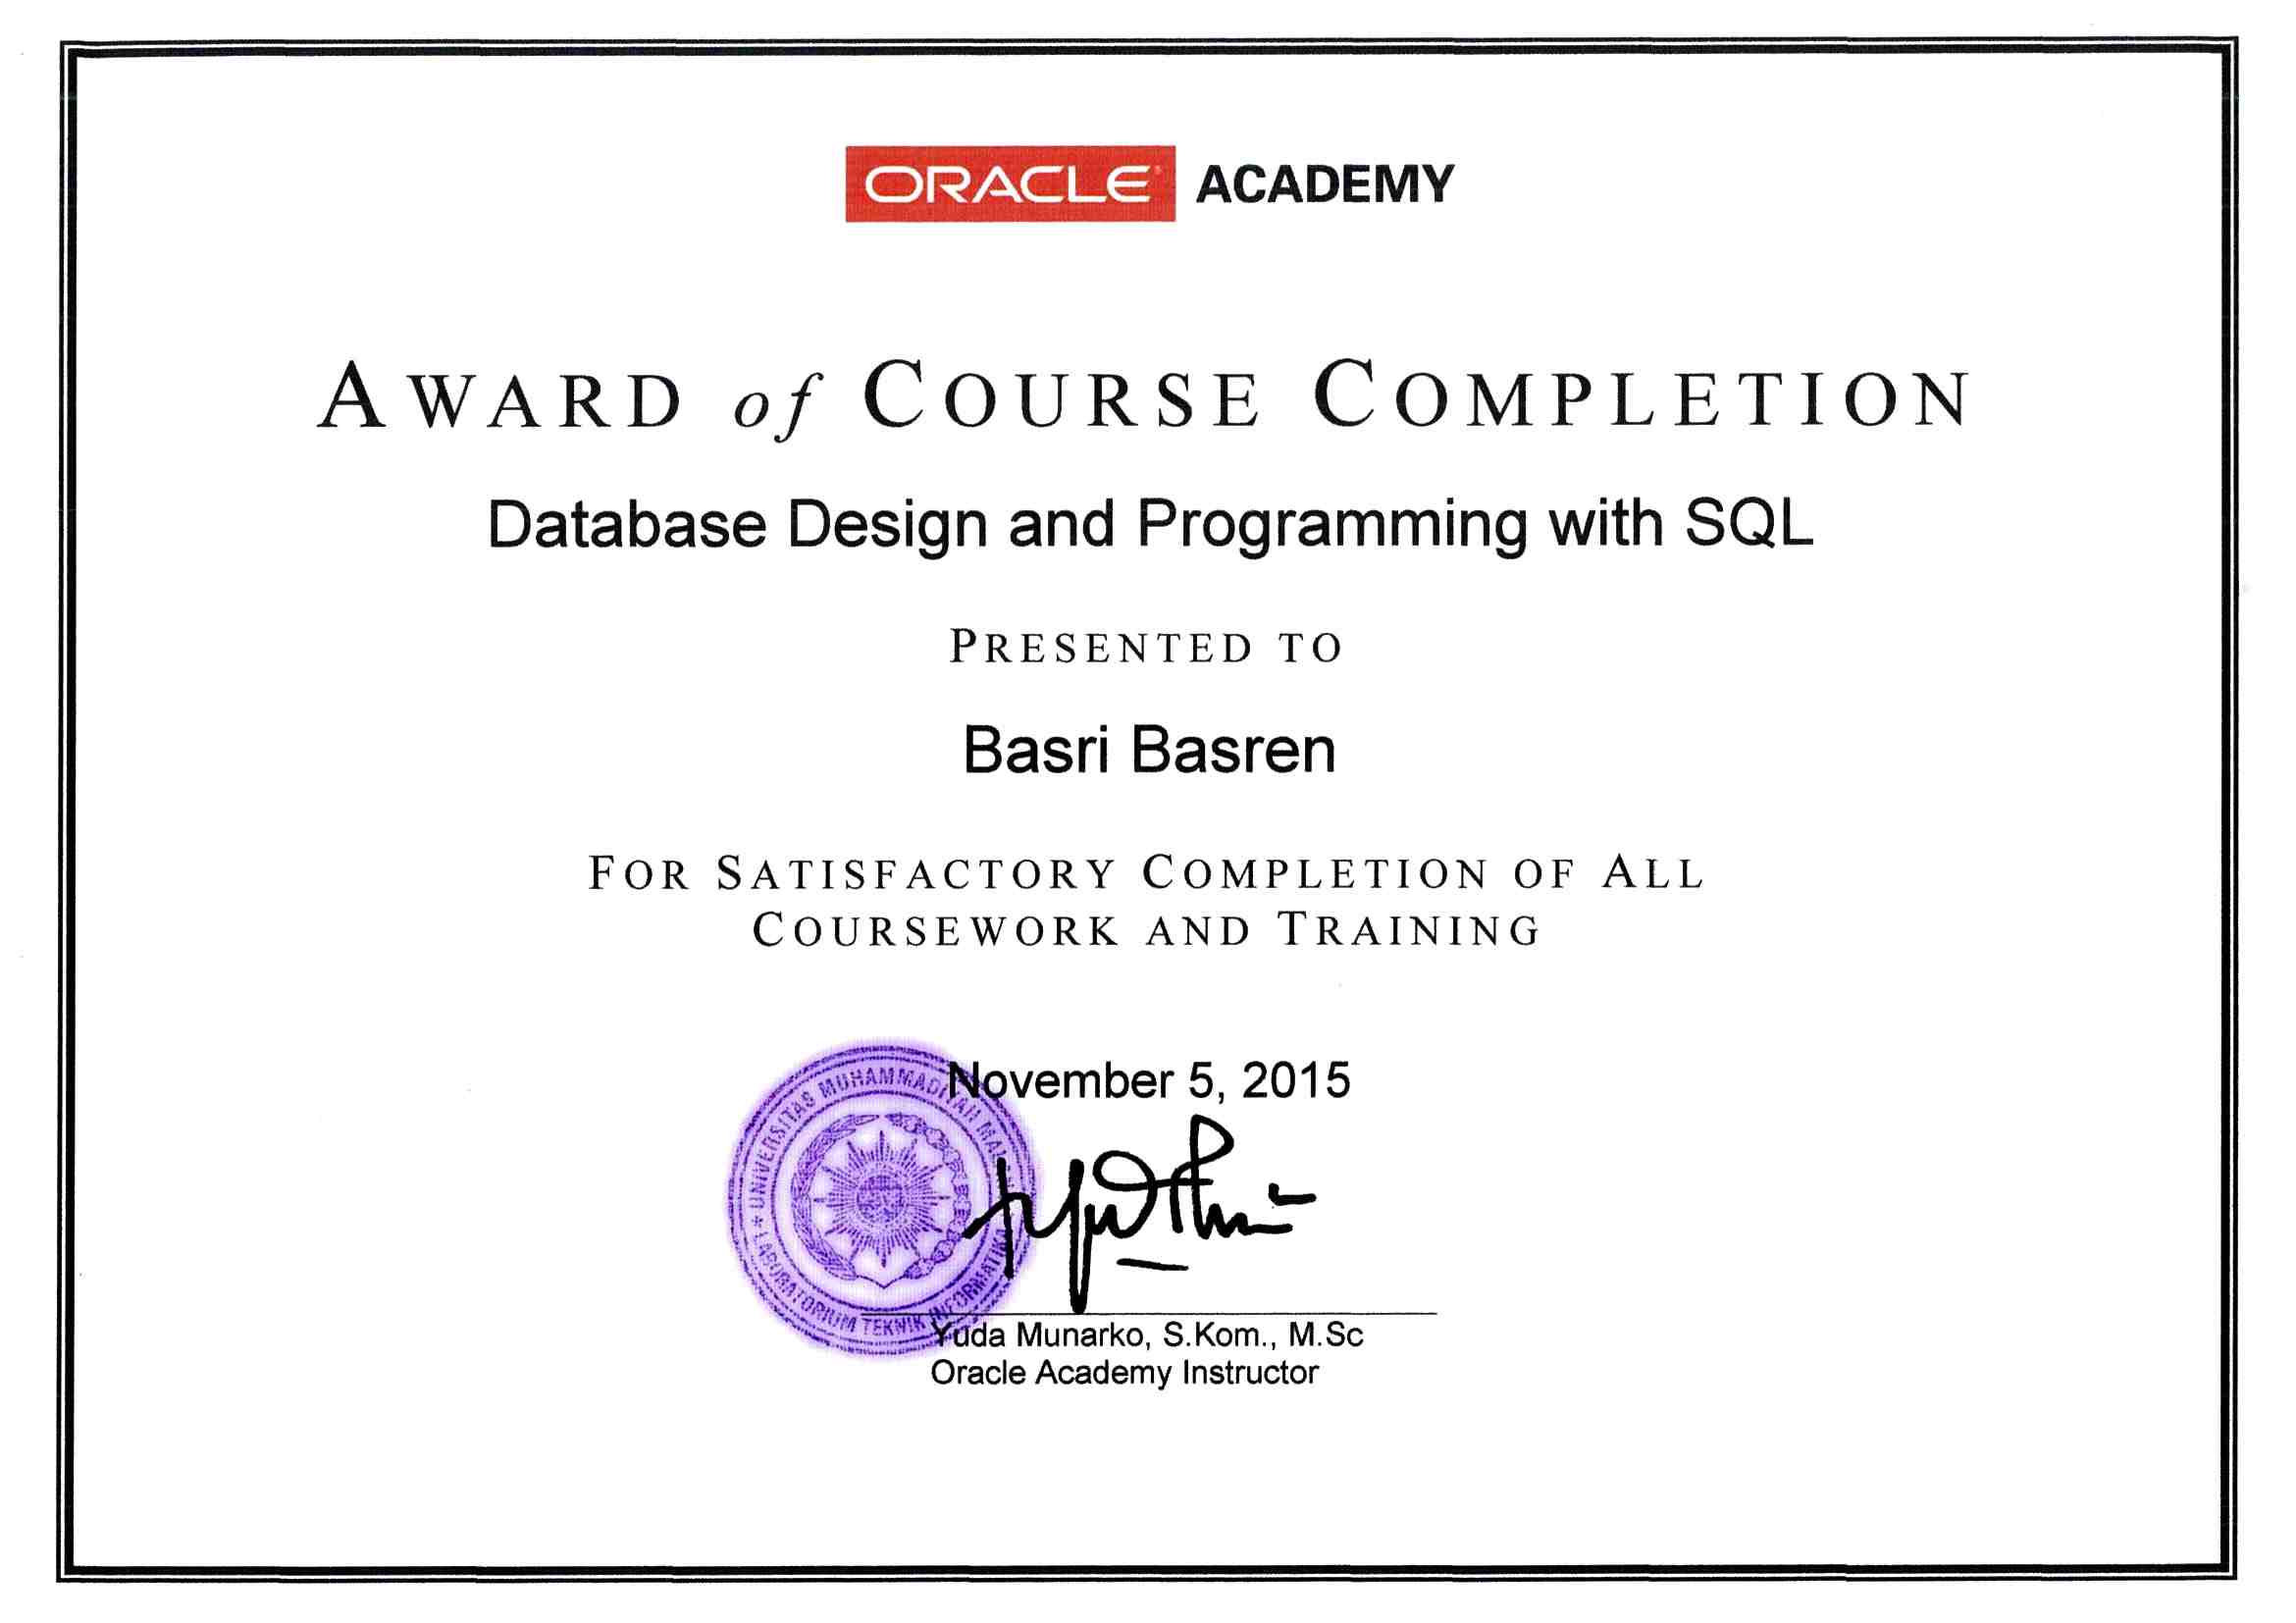 ORACLE ACADEMY
AWARD of COURSE COMPLETION
Database Design and Programming with SQL
PRESENTED TO
Basri Basren
FOR SATISFACTORY COMPLETION OF ALL
COURSEWORK AND TRAINING
November 5, 2015
UNIVERSITAS MUHAMMADIYAH MALANG
LABORATORIUM TEKNIK INFORMATIKA
Yuda Munarko, S.Kom., M.Sc
Oracle Academy Instructor